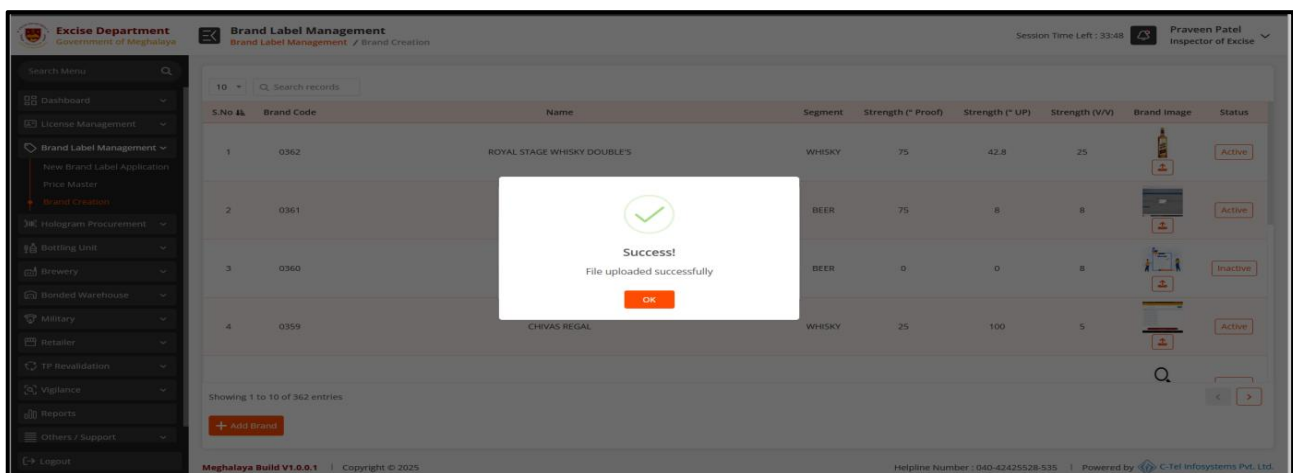 Excise Department
Government of Meghalaya
Brand Label Management
Brand Label Management / Brand Creation
Session Time Left : 33:48
Praveen Patel
Inspector of Excise
Search Menu
Dashboard
License Management
Brand Label Management
New Brand Label Application
Price Master
Brand Creation
Hologram Procurement
Bottling Unit
Brewery
Bonded Warehouse
Military
Retailer
TP Revalidation
Vigilance
Reports
Others / Support
Logout
10 Search records
S.No Brand Code Name Segment Strength (° Proof) Strength (° UP) Strength (V/V) Brand Image Status
1 0362 ROYAL STAGE WHISKY DOUBLE'S WHISKY 75 42.8 25 Active
2 0361 BEER 75 8 8 Active
3 0360 BEER 0 0 8 Inactive
4 0359 CHIVAS REGAL WHISKY 25 100 5 Active
Success!
File uploaded successfully
OK
Showing 1 to 10 of 362 entries
< >
+ Add Brand
Meghalaya Build V1.0.0.1 | Copyright © 2025
Helpline Number : 040-42425528-535 | Powered by C-Tel Infosystems Pvt. Ltd.